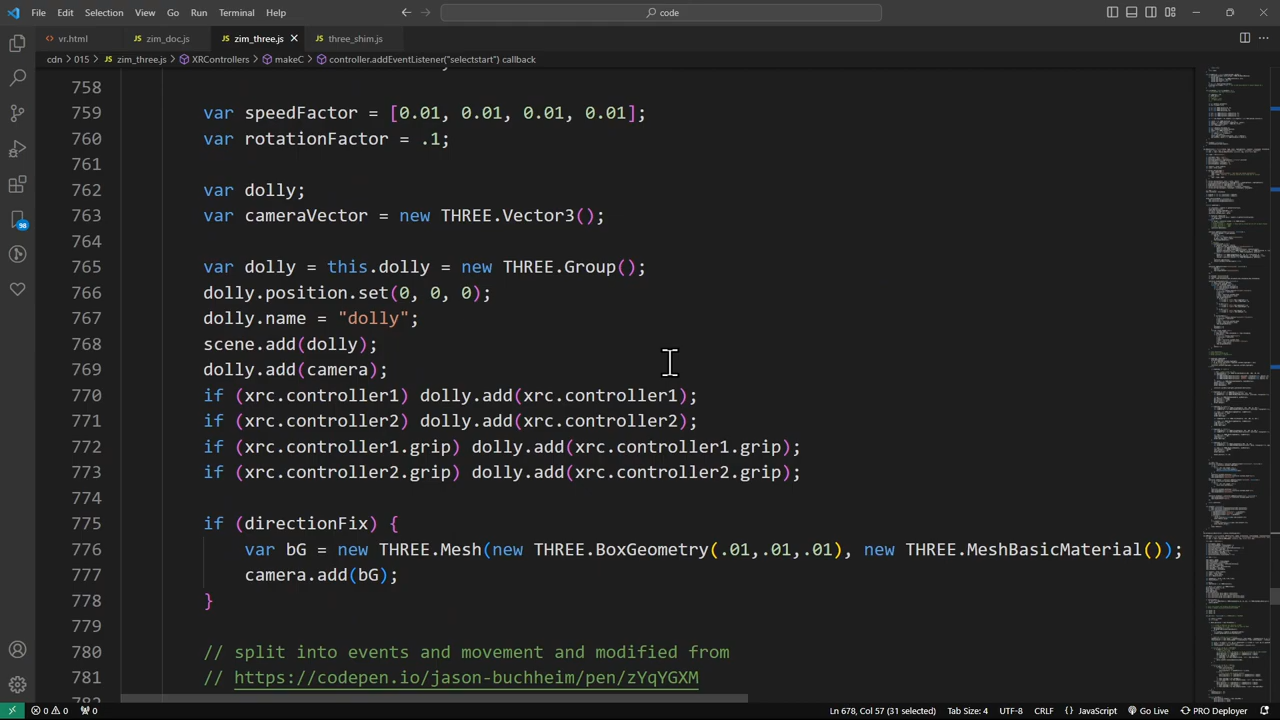 File Edit Selection View Go Run Terminal Help
code
vr.html zim_doc.js zim_three.js three_shim.js
cdn > 015 > JS zim_three.js > XRControllers > makeC > controller.addEventListener("selectstart") callback
758
759 var speedFactor = [0.01, 0.01, 0.01, 0.01];
760 var rotationFactor = .1;
761
762 var dolly;
763 var cameraVector = new THREE.Vector3();
764
765 var dolly = this.dolly = new THREE.Group();
766 dolly.position.set(0, 0, 0);
767 dolly.name = "dolly";
768 scene.add(dolly);
769 dolly.add(camera);
770 if (xrc.controller1) dolly.add(xrc.controller1);
771 if (xrc.controller2) dolly.add(xrc.controller2);
772 if (xrc.controller1.grip) dolly.add(xrc.controller1.grip);
773 if (xrc.controller2.grip) dolly.add(xrc.controller2.grip);
774
775 if (directionFix) {
776 var bG = new THREE.Mesh(new THREE.BoxGeometry(.01,.01,.01), new THREE.MeshBasicMaterial());
777 camera.add(bG);
778 }
779
780 // split into events and movement and modified from
781 // https://codepen.io/jason-buchheim/pen/zYqYGXM
98
0 0 0 Ln 678, Col 57 (31 selected) Tab Size: 4 UTF-8 CRLF {} JavaScript Go Live PRO Deployer